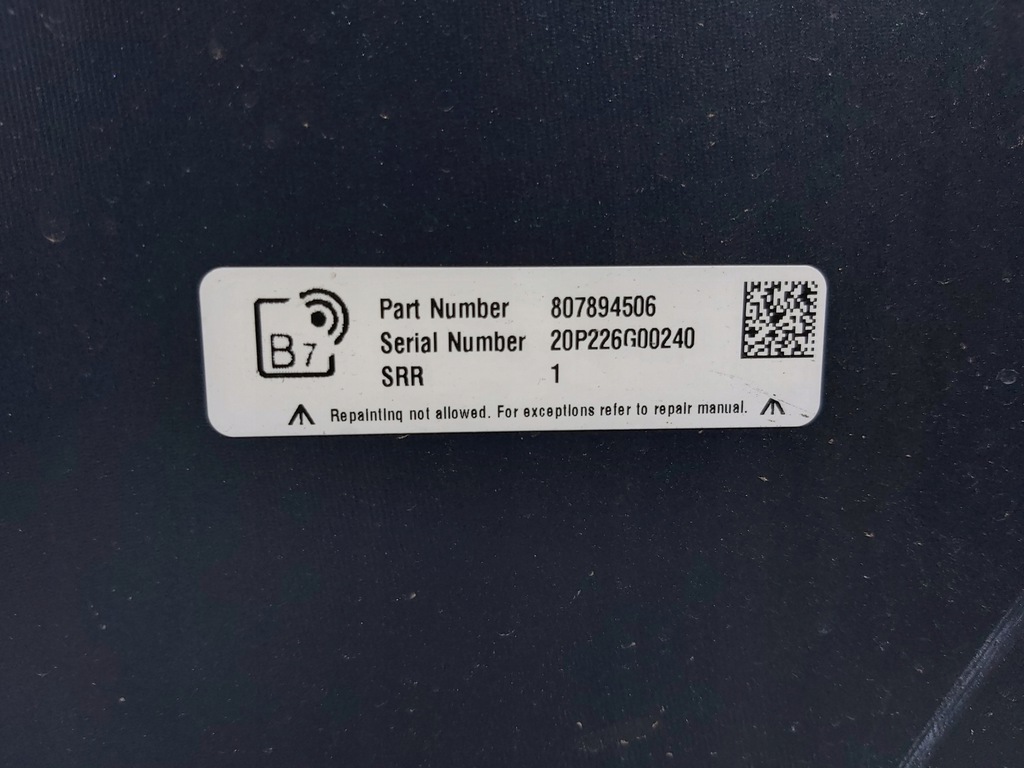 B7
Part Number 807894506
Serial Number 20P226G00240
SRR 1
Repainting not allowed. For exceptions refer to repair manual.